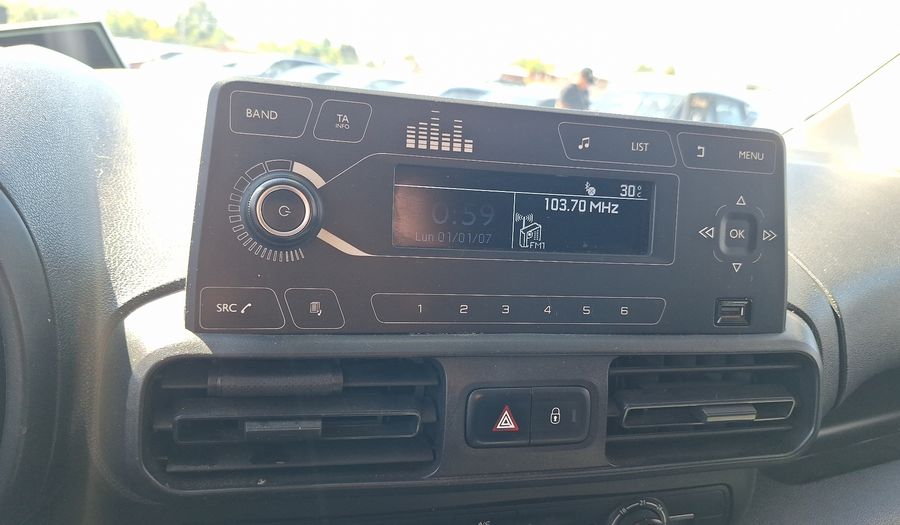 BAND
TA
INFO
LIST
MENU
30°C
103.70 MHz
0:59
Lun 01/01/07
FM1
OK
SRC
1 2 3 4 5 6